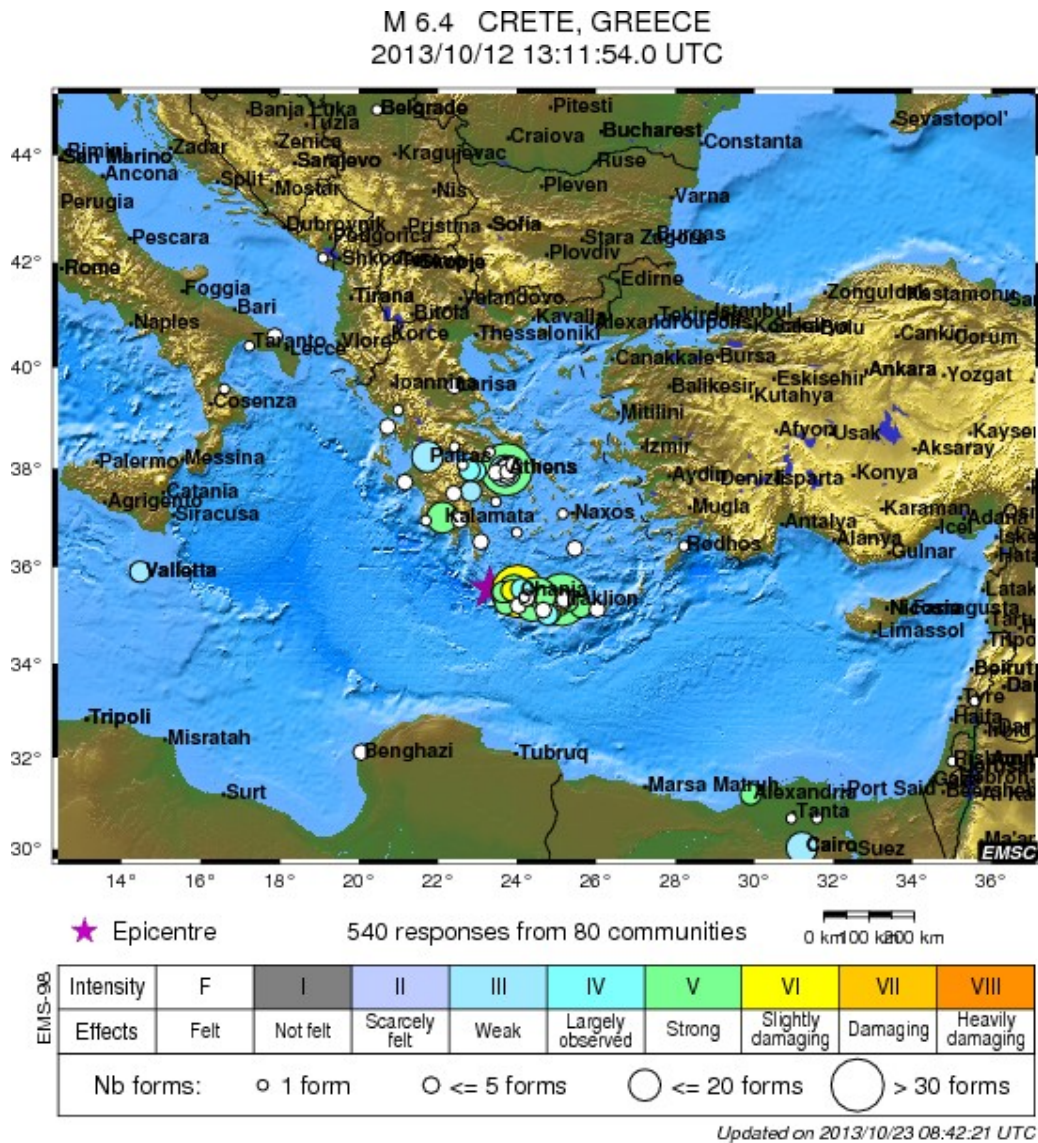 M 6.4 CRETE, GREECE
2013/10/12 13:11:54.0 UTC
Banja Luka Belgrade Pitesti
Tuzla Sevastopol'
Rimini Zadar Zenica Craiova Bucharest Constanta
44°
San Marino Sarajevo Kragujevac Ruse
Ancona Split Mostar Nis Pleven
Perugia Varna
Dubrovnik Pristina Sofia
Pescara Podgorica Stara Zagora Burgas
42°
Rome Shkoder Skopje Plovdiv
Foggia Edirne
Tirana Velandovo Zonguldak Kastamonu
Bari Bitola Kavalla Tekirdag Istanbul
Naples Alexandroupolis Bolu
Taranto Vlore Korce Thessaloniki Cankiri Corum
Lecce Canakkale Bursa
40°
Ioannina Larisa Eskisehir Ankara Yozgat
Cosenza Balikesir Kutahya
Mitilini
Afyon Usak Kayseri
Izmir Aksaray
38°
Palermo Messina Patras Athens
Catania Aydin Denizli Isparta Konya
Agrigento
Siracusa Kalamata Naxos Mugla Karaman
Antalya Icel Adana
Alanya
Rodhos Gulnar
36°
Valletta
Chania
Iraklion Nicosia Famagusta
Limassol
34°
Beirut
Tyre
Tripoli Haifa
Misratah
32°
Benghazi Tubruq
Marsa Matruh Port Said
Surt Alexandria
Tanta
30°
Cairo Suez
EMSC
14° 16° 18° 20° 22° 24° 26° 28° 30° 32° 34° 36°
Epicentre
540 responses from 80 communities
0 km 100 km 200 km
EMS-98
Intensity F I II III IV V VI VII VIII
Effects Felt Not felt Scarcely felt Weak Largely observed Strong Slightly damaging Damaging Heavily damaging
Nb forms: 1 form <= 5 forms <= 20 forms > 30 forms
Updated on 2013/10/23 08:42:21 UTC